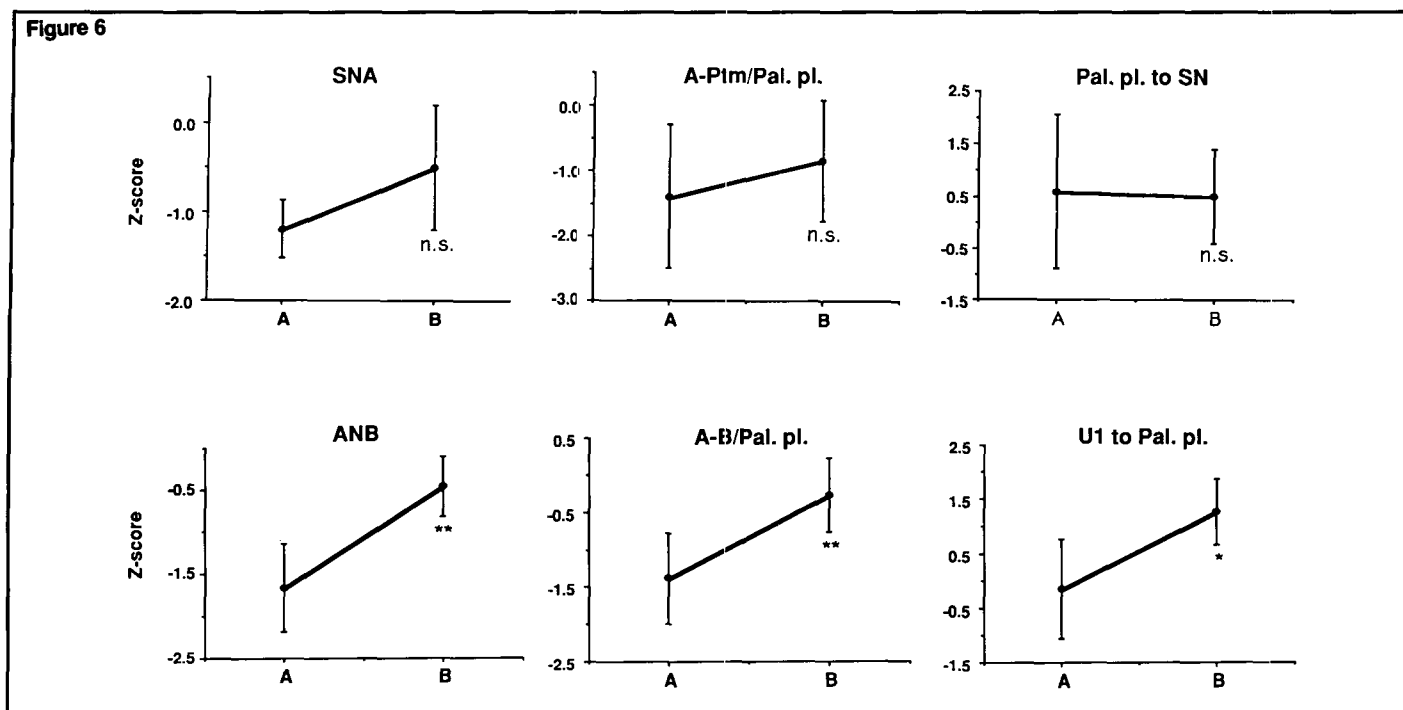 Figure 6
SNA
Z-score
0.0
-1.0
-2.0
n.s.
A
B
A-Ptm/Pal. pl.
0.0
-1.0
-2.0
-3.0
n.s.
A
B
Pal. pl. to SN
2.5
1.5
0.5
-0.5
-1.5
n.s.
A
B
ANB
Z-score
-0.5
-1.5
-2.5
**
A
B
A-B/Pal. pl.
0.5
-0.5
-1.5
-2.5
**
A
B
U1 to Pal. pl.
2.5
1.5
0.5
-0.5
-1.5
*
A
B